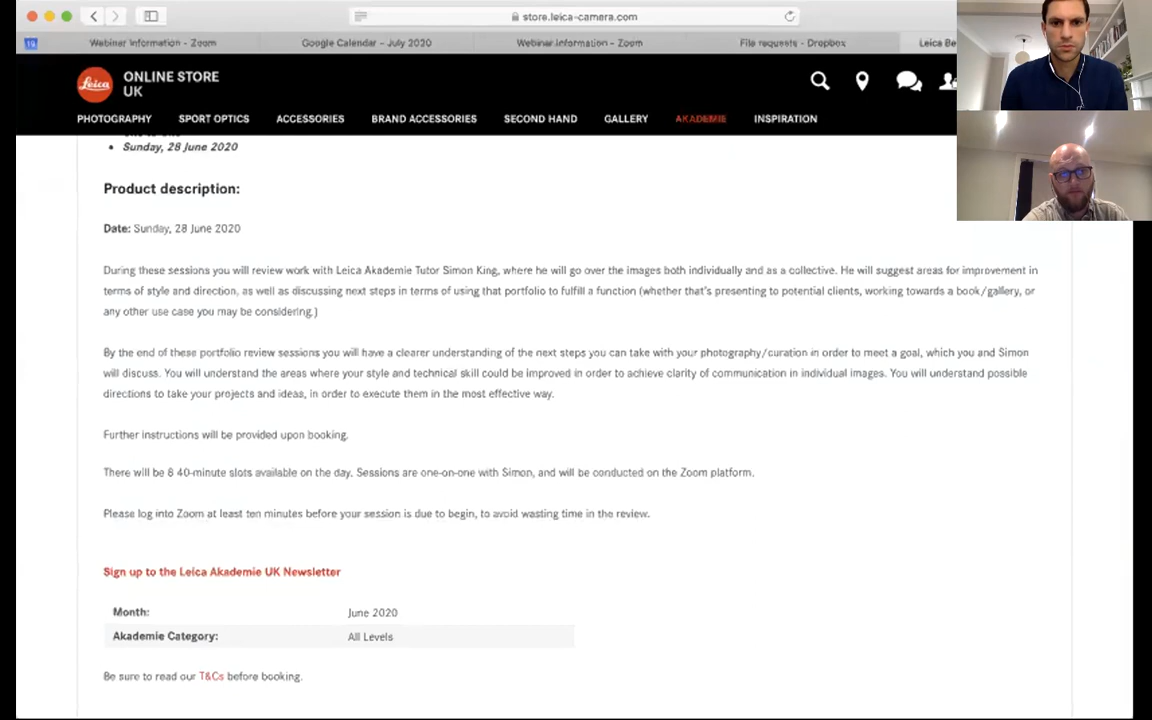 store.leica-camera.com
19
Webinar Information - Zoom
Google Calendar - July 2020
Webinar Information - Zoom
File requests - Dropbox
Leica Be
Leica
ONLINE STORE
UK
PHOTOGRAPHY SPORT OPTICS ACCESSORIES BRAND ACCESSORIES SECOND HAND GALLERY AKADEMIE INSPIRATION
• Sunday, 28 June 2020
Product description:
Date: Sunday, 28 June 2020
During these sessions you will review work with Leica Akademie Tutor Simon King, where he will go over the images both individually and as a collective. He will suggest areas for improvement in
terms of style and direction, as well as discussing next steps in terms of using that portfolio to fulfill a function (whether that's presenting to potential clients, working towards a book/gallery, or
any other use case you may be considering.)
By the end of these portfolio review sessions you will have a clearer understanding of the next steps you can take with your photography/curation in order to meet a goal, which you and Simon
will discuss. You will understand the areas where your style and technical skill could be improved in order to achieve clarity of communication in individual images. You will understand possible
directions to take your projects and ideas, in order to execute them in the most effective way.
Further instructions will be provided upon booking.
There will be 8 40-minute slots available on the day. Sessions are one-on-one with Simon, and will be conducted on the Zoom platform.
Please log into Zoom at least ten minutes before your session is due to begin, to avoid wasting time in the review.
Sign up to the Leica Akademie UK Newsletter
Month: June 2020
Akademie Category: All Levels
Be sure to read our T&Cs before booking.